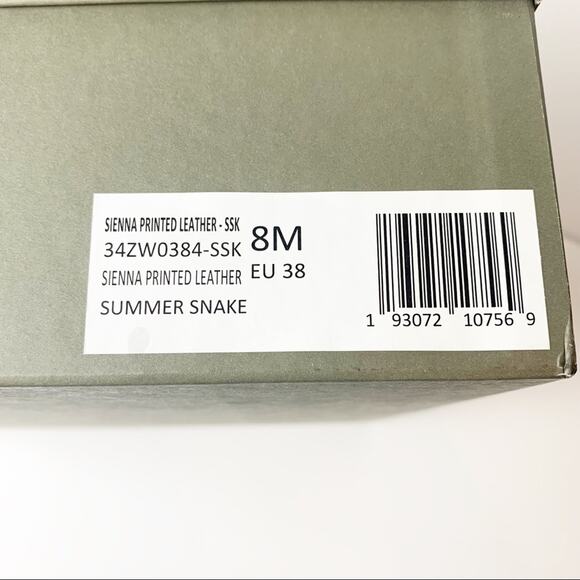 SIENNA PRINTED LEATHER - SSK
34ZW0384-SSK
SIENNA PRINTED LEATHER
SUMMER SNAKE
8M
EU 38
1 93072 10756 9